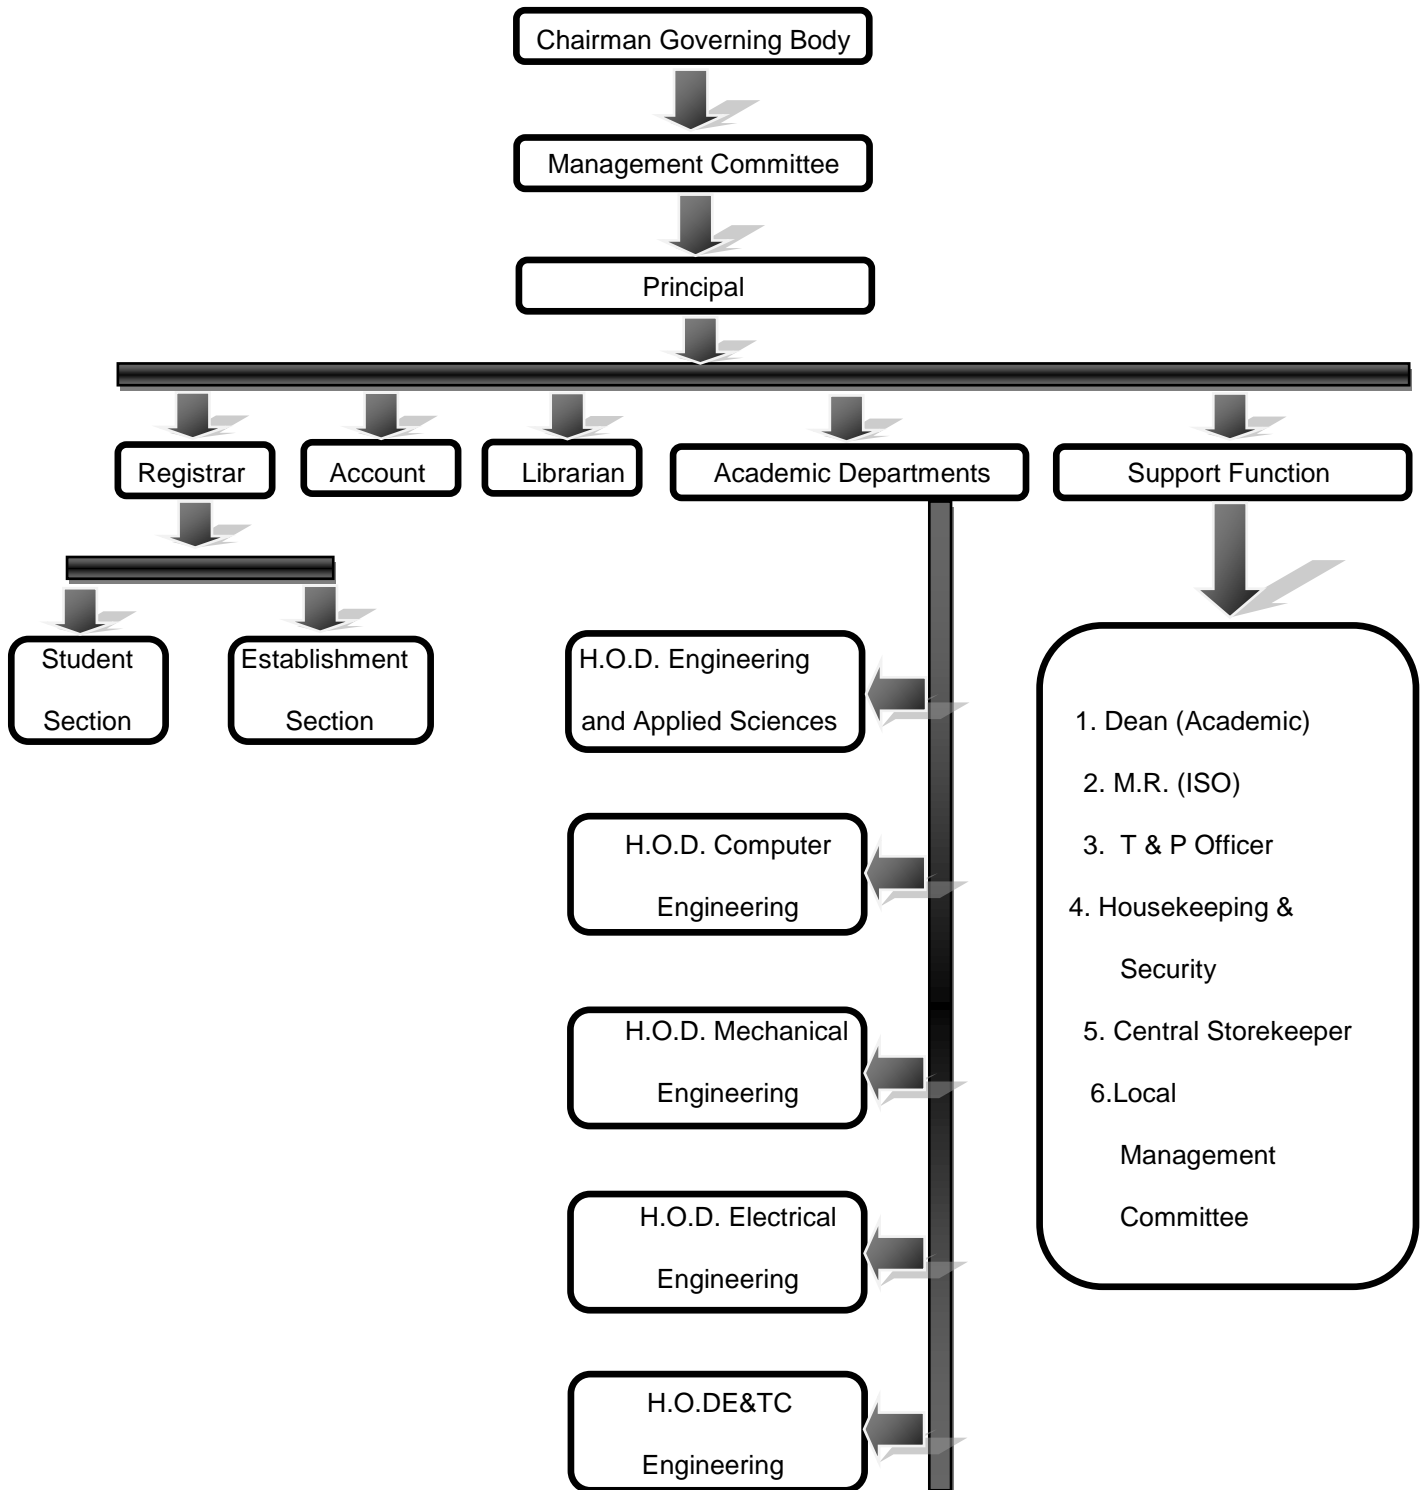 Chairman Governing Body
Management Committee
Principal
Registrar
Account
Librarian
Academic Departments
Support Function
Student
Section
Establishment
Section
H.O.D. Engineering
and Applied Sciences
H.O.D. Computer
Engineering
H.O.D. Mechanical
Engineering
H.O.D. Electrical
Engineering
H.O.DE&TC
Engineering
1. Dean (Academic)
2. M.R. (ISO)
3. T & P Officer
4. Housekeeping &
Security
5. Central Storekeeper
6.Local
Management
Committee